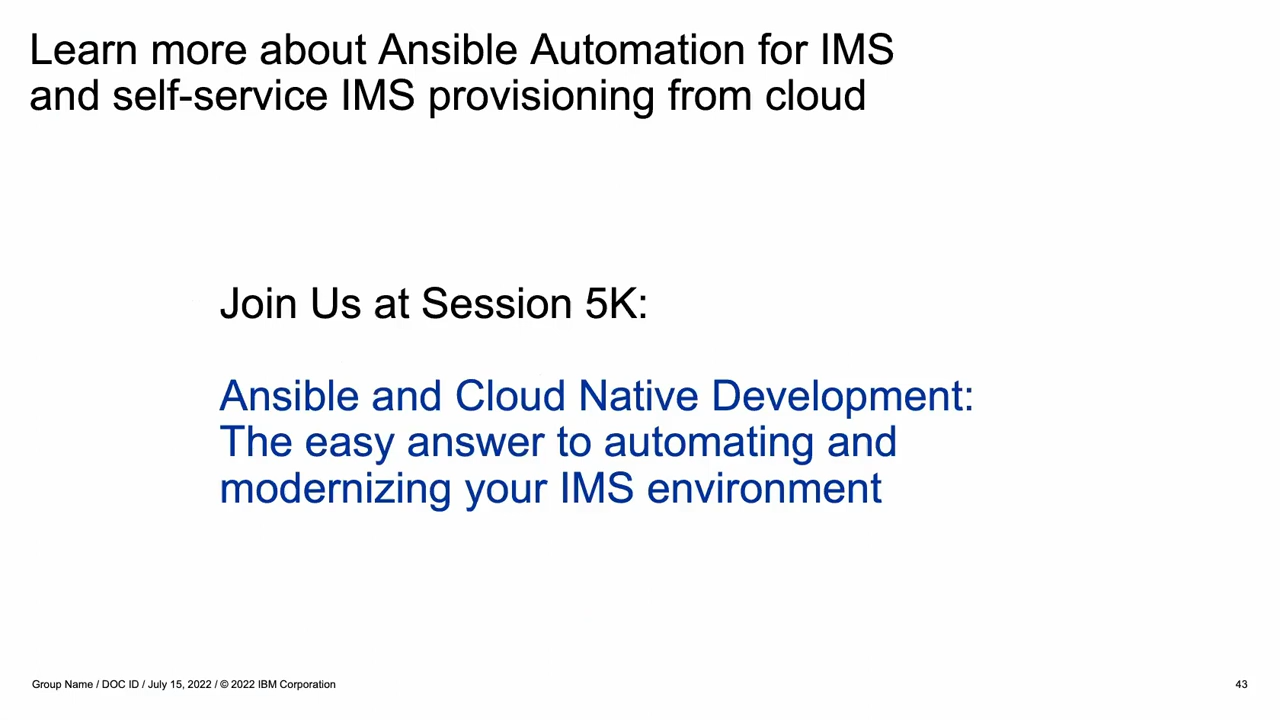 Learn more about Ansible Automation for IMS
and self-service IMS provisioning from cloud
Join Us at Session 5K:
Ansible and Cloud Native Development:
The easy answer to automating and
modernizing your IMS environment
Group Name / DOC ID / July 15, 2022 / © 2022 IBM Corporation
43